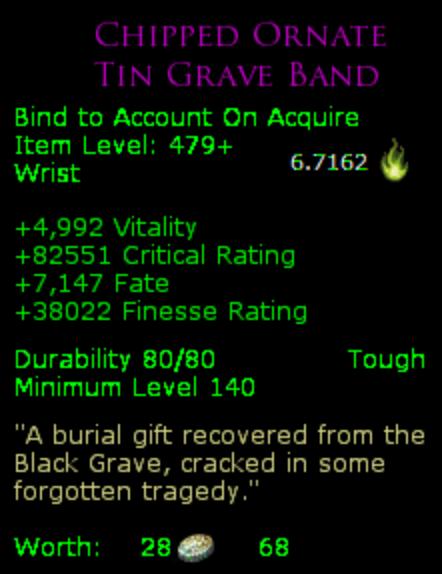 Chipped Ornate
Tin Grave Band
Bind to Account On Acquire
Item Level: 479+
6.7162
Wrist
+4,992 Vitality
+82551 Critical Rating
+7,147 Fate
+38022 Finesse Rating
Durability 80/80 Tough
Minimum Level 140
"A burial gift recovered from the
Black Grave, cracked in some
forgotten tragedy."
Worth: 28 68